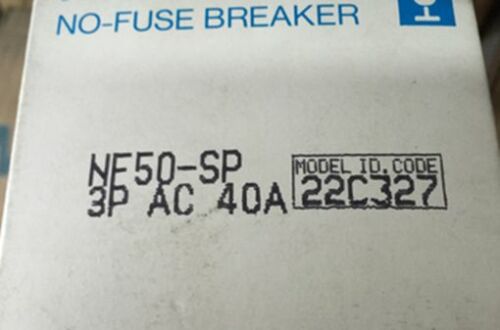 NO-FUSE BREAKER
NF50-SP
3P AC 40A
MODEL ID. CODE
22C327